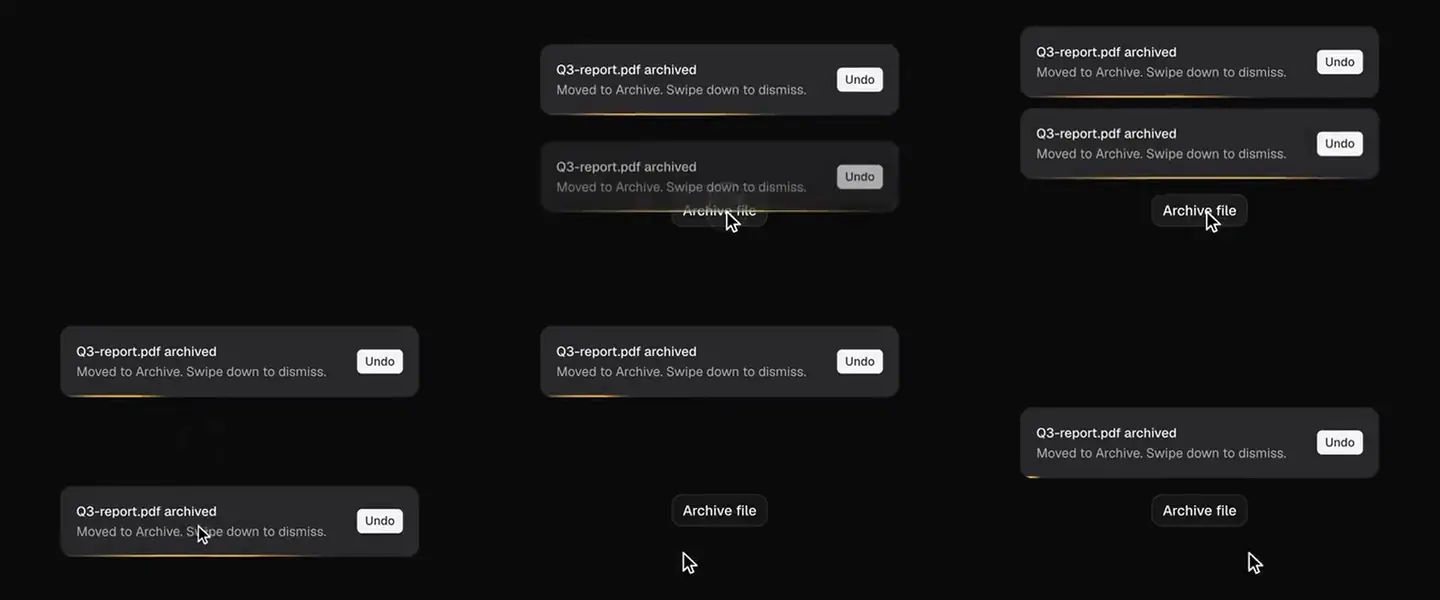 Q3-report.pdf archived
Moved to Archive. Swipe down to dismiss.
Undo
Q3-report.pdf archived
Moved to Archive. Swipe down to dismiss.
Undo
Archive file
Q3-report.pdf archived
Moved to Archive. Swipe down to dismiss.
Undo
Q3-report.pdf archived
Moved to Archive. Swipe down to dismiss.
Undo
Archive file
Q3-report.pdf archived
Moved to Archive. Swipe down to dismiss.
Undo
Q3-report.pdf archived
Moved to Archive. Swipe down to dismiss.
Undo
Q3-report.pdf archived
Moved to Archive. Swipe down to dismiss.
Undo
Archive file
Q3-report.pdf archived
Moved to Archive. Swipe down to dismiss.
Undo
Archive file